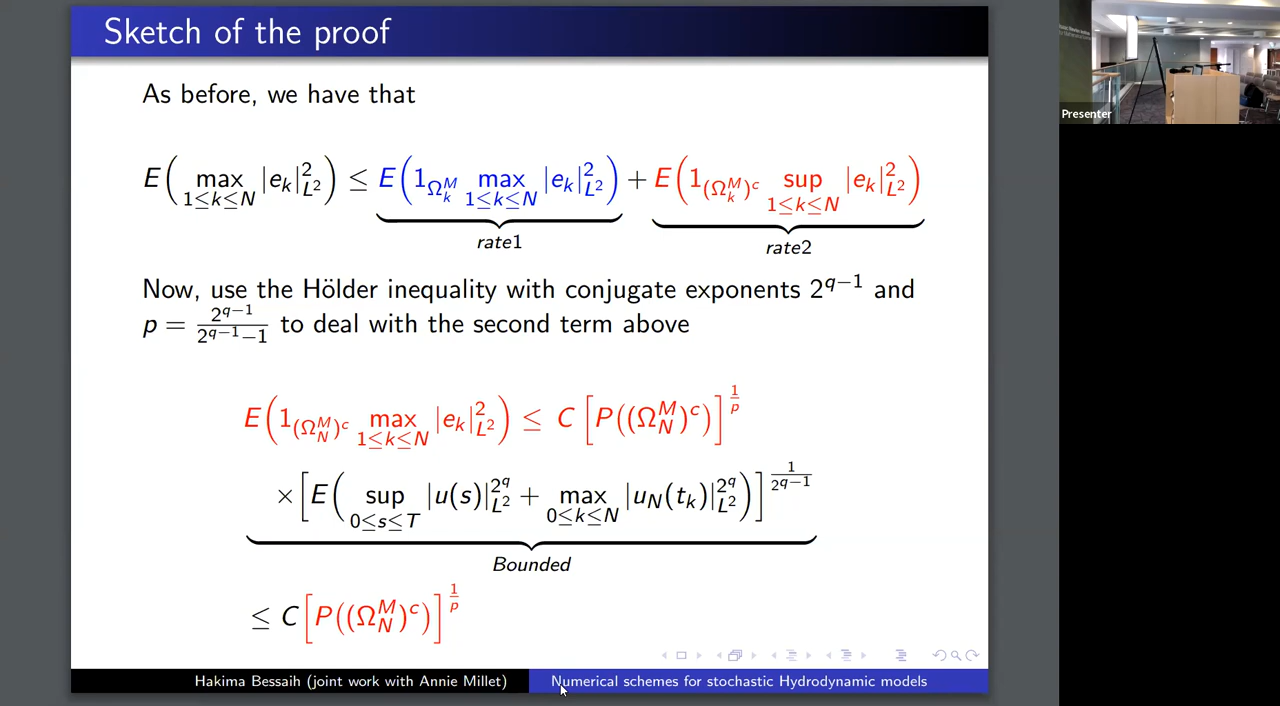 Sketch of the proof
As before, we have that
E( max_{1≤k≤N} |e_k|²_{L²} ) ≤ E( 1_{Ω_k^M} max_{1≤k≤N} |e_k|²_{L²} ) + E( 1_{(Ω_k^M)^c} sup_{1≤k≤N} |e_k|²_{L²} )
rate1
rate2
Now, use the Hölder inequality with conjugate exponents 2^{q−1} and
p = \frac{2^{q−1}}{2^{q−1}−1} to deal with the second term above
E( 1_{(Ω_N^M)^c} max_{1≤k≤N} |e_k|²_{L²} ) ≤ C [ P((Ω_N^M)^c) ]^{1/p}
× [ E( sup_{0≤s≤T} |u(s)|^{2^q}_{L²} + max_{0≤k≤N} |u_N(t_k)|^{2^q}_{L²} ) ]^{\frac{1}{2^{q−1}}}
Bounded
≤ C [ P((Ω_N^M)^c) ]^{1/p}
Hakima Bessaih (joint work with Annie Millet)
Numerical schemes for stochastic Hydrodynamic models
Presenter